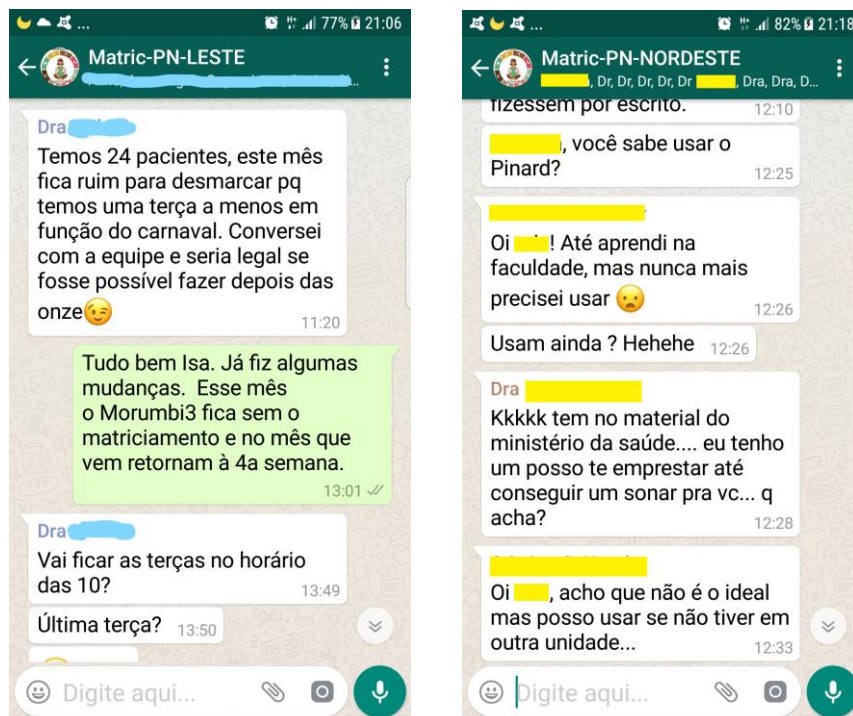 ... 77% 21:06
Matric-PN-LESTE
Dra
Temos 24 pacientes, este mês
fica ruim para desmarcar pq
temos uma terça a menos em
função do carnaval. Conversei
com a equipe e seria legal se
fosse possível fazer depois das
onze😉
11:20
Tudo bem Isa. Já fiz algumas
mudanças. Esse mês
o Morumbi3 fica sem o
matriciamento e no mês que
vem retornam à 4a semana.
13:01
Dra
Vai ficar as terças no horário
das 10?
13:49
Última terça? 13:50
Digite aqui...
... H+ 82% 21:18
Matric-PN-NORDESTE
, Dr, Dr, Dr, Dr, Dr , Dra, Dra, D...
fizessem por escrito.
12:10
, você sabe usar o
Pinard?
12:25
Oi ! Até aprendi na
faculdade, mas nunca mais
precisei usar 😦
12:26
Usam ainda ? Hehehe 12:26
Dra
Kkkkk tem no material do
ministério da saúde.... eu tenho
um posso te emprestar até
conseguir um sonar pra vc... q
acha?
12:28
Oi , acho que não é o ideal
mas posso usar se não tiver em
outra unidade...
12:33
Digite aqui...